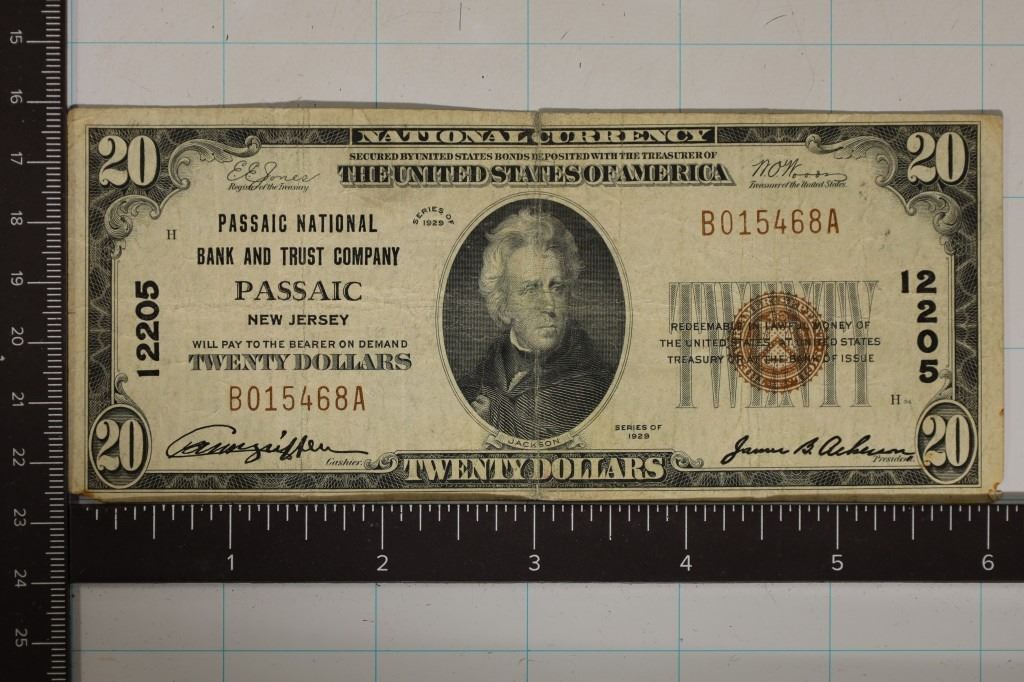 NATIONAL CURRENCY
SECURED BY UNITED STATES BONDS DEPOSITED WITH THE TREASURER OF
THE UNITED STATES OF AMERICA
20
20
E E Jones
Register of the Treasury
W.O. Woods
Treasurer of the United States
SERIES OF
1929
H
PASSAIC NATIONAL
BANK AND TRUST COMPANY
PASSAIC
NEW JERSEY
WILL PAY TO THE BEARER ON DEMAND
TWENTY DOLLARS
B015468A
12205
B015468A
12205
TWENTY
REDEEMABLE IN LAWFUL MONEY OF
THE UNITED STATES AT UNITED STATES
TREASURY OR AT THE BANK OF ISSUE
H
SERIES OF
1929
JACKSON
20
Cashier.
TWENTY DOLLARS
James B.
President
20
15
16
17
18
19
20
21
22
23
24
25
1 2 3 4 5 6